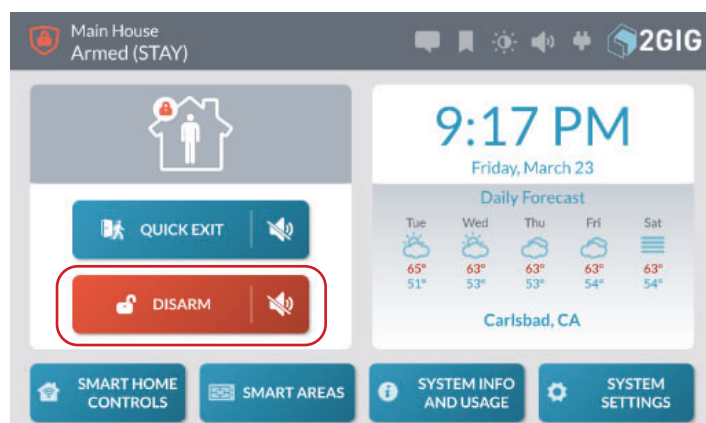 Main House
Armed (STAY)
2GIG
QUICK EXIT
DISARM
9:17 PM
Friday, March 23
Daily Forecast
Tue Wed Thu Fri Sat
65° 63° 63° 63° 63°
51° 53° 53° 54° 54°
Carlsbad, CA
SMART HOME
CONTROLS
SMART AREAS
SYSTEM INFO
AND USAGE
SYSTEM
SETTINGS